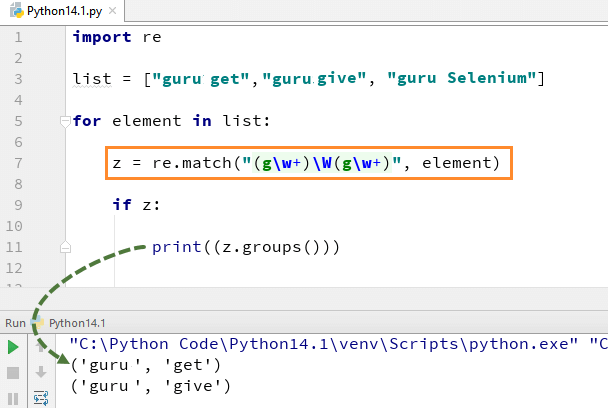 Python14.1.py ×
1 import re
2
3 list = ["guru get","guru give", "guru Selenium"]
4
5 for element in list:
6
7 z = re.match("(g\w+)\W(g\w+)", element)
8
9 if z:
10
11 print((z.groups()))
12
Run Python14.1
"C:\Python Code\Python14.1\venv\Scripts\python.exe" "C
('guru', 'get')
('guru', 'give')